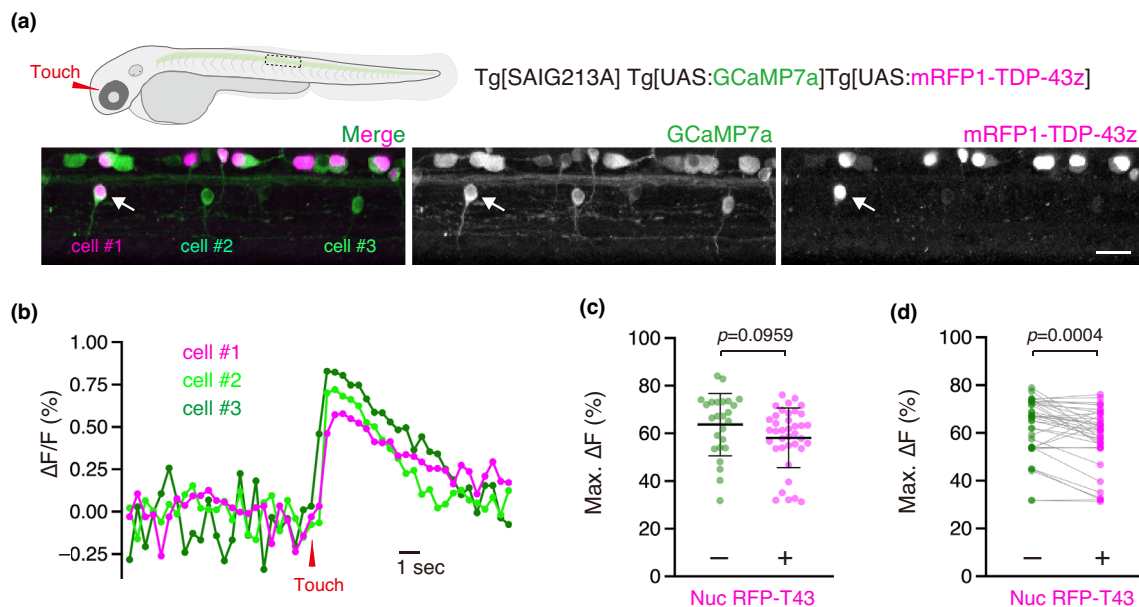 (a)
Touch
Tg[SAIG213A] Tg[UAS:GCaMP7a]Tg[UAS:mRFP1-TDP-43z]
Merge
GCaMP7a
mRFP1-TDP-43z
cell #1
cell #2
cell #3
(b)
ΔF/F (%)
1.00
0.75
0.50
0.25
0.00
−0.25
cell #1
cell #2
cell #3
Touch
1 sec
(c)
Max. ΔF (%)
100
80
60
40
20
0
p=0.0959
− +
Nuc RFP-T43
(d)
Max. ΔF (%)
100
80
60
40
20
0
p=0.0004
− +
Nuc RFP-T43